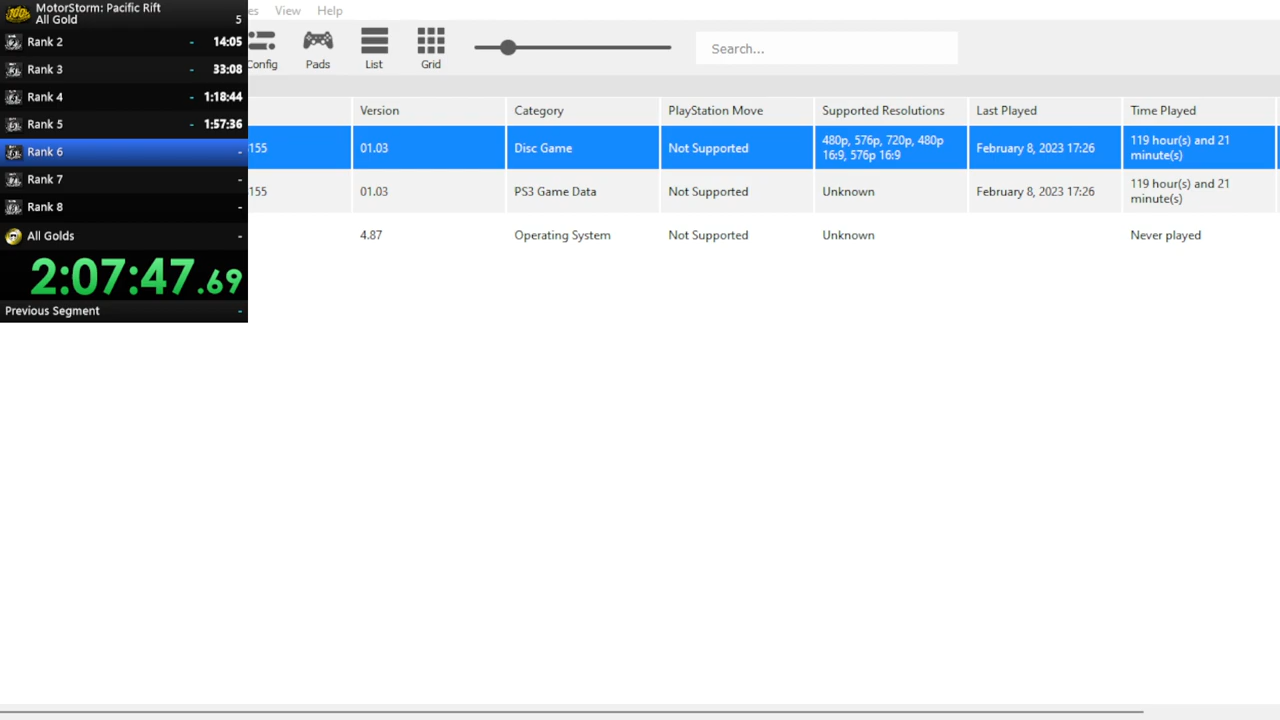 MotorStorm: Pacific Rift
All Gold 5
es View Help
Rank 2 - 14:05
Config Pads List Grid Search...
Rank 3 - 33:08
Rank 4 - 1:18:44
Version Category PlayStation Move Supported Resolutions Last Played Time Played
Rank 5 - 1:57:36
155 01.03 Disc Game Not Supported 480p, 576p, 720p, 480p
16:9, 576p 16:9 February 8, 2023 17:26 119 hour(s) and 21
minute(s)
Rank 6 -
Rank 7 -
155 01.03 PS3 Game Data Not Supported Unknown February 8, 2023 17:26 119 hour(s) and 21
minute(s)
Rank 8 -
All Golds -
4.87 Operating System Not Supported Unknown Never played
2:07:47.69
Previous Segment -